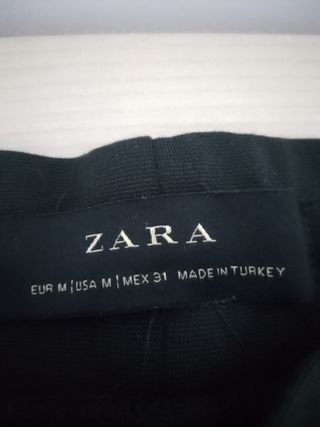 ZARA
EUR M | USA M | MEX 31 MADE IN TURKEY